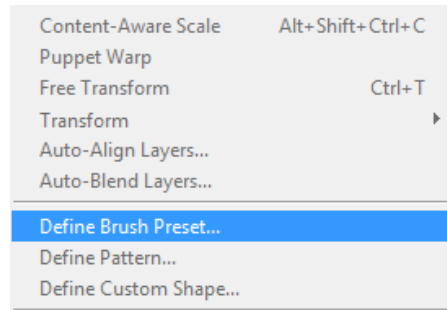 Content-Aware Scale Alt+Shift+Ctrl+C
Puppet Warp
Free Transform Ctrl+T
Transform
Auto-Align Layers...
Auto-Blend Layers...
Define Brush Preset...
Define Pattern...
Define Custom Shape...